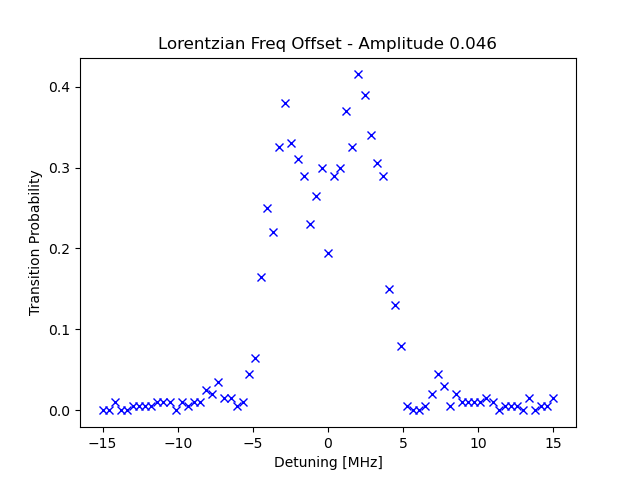 Lorentzian Freq Offset - Amplitude 0.046
Transition Probability
0.4
0.3
0.2
0.1
0.0
−15 −10 −5 0 5 10 15
Detuning [MHz]